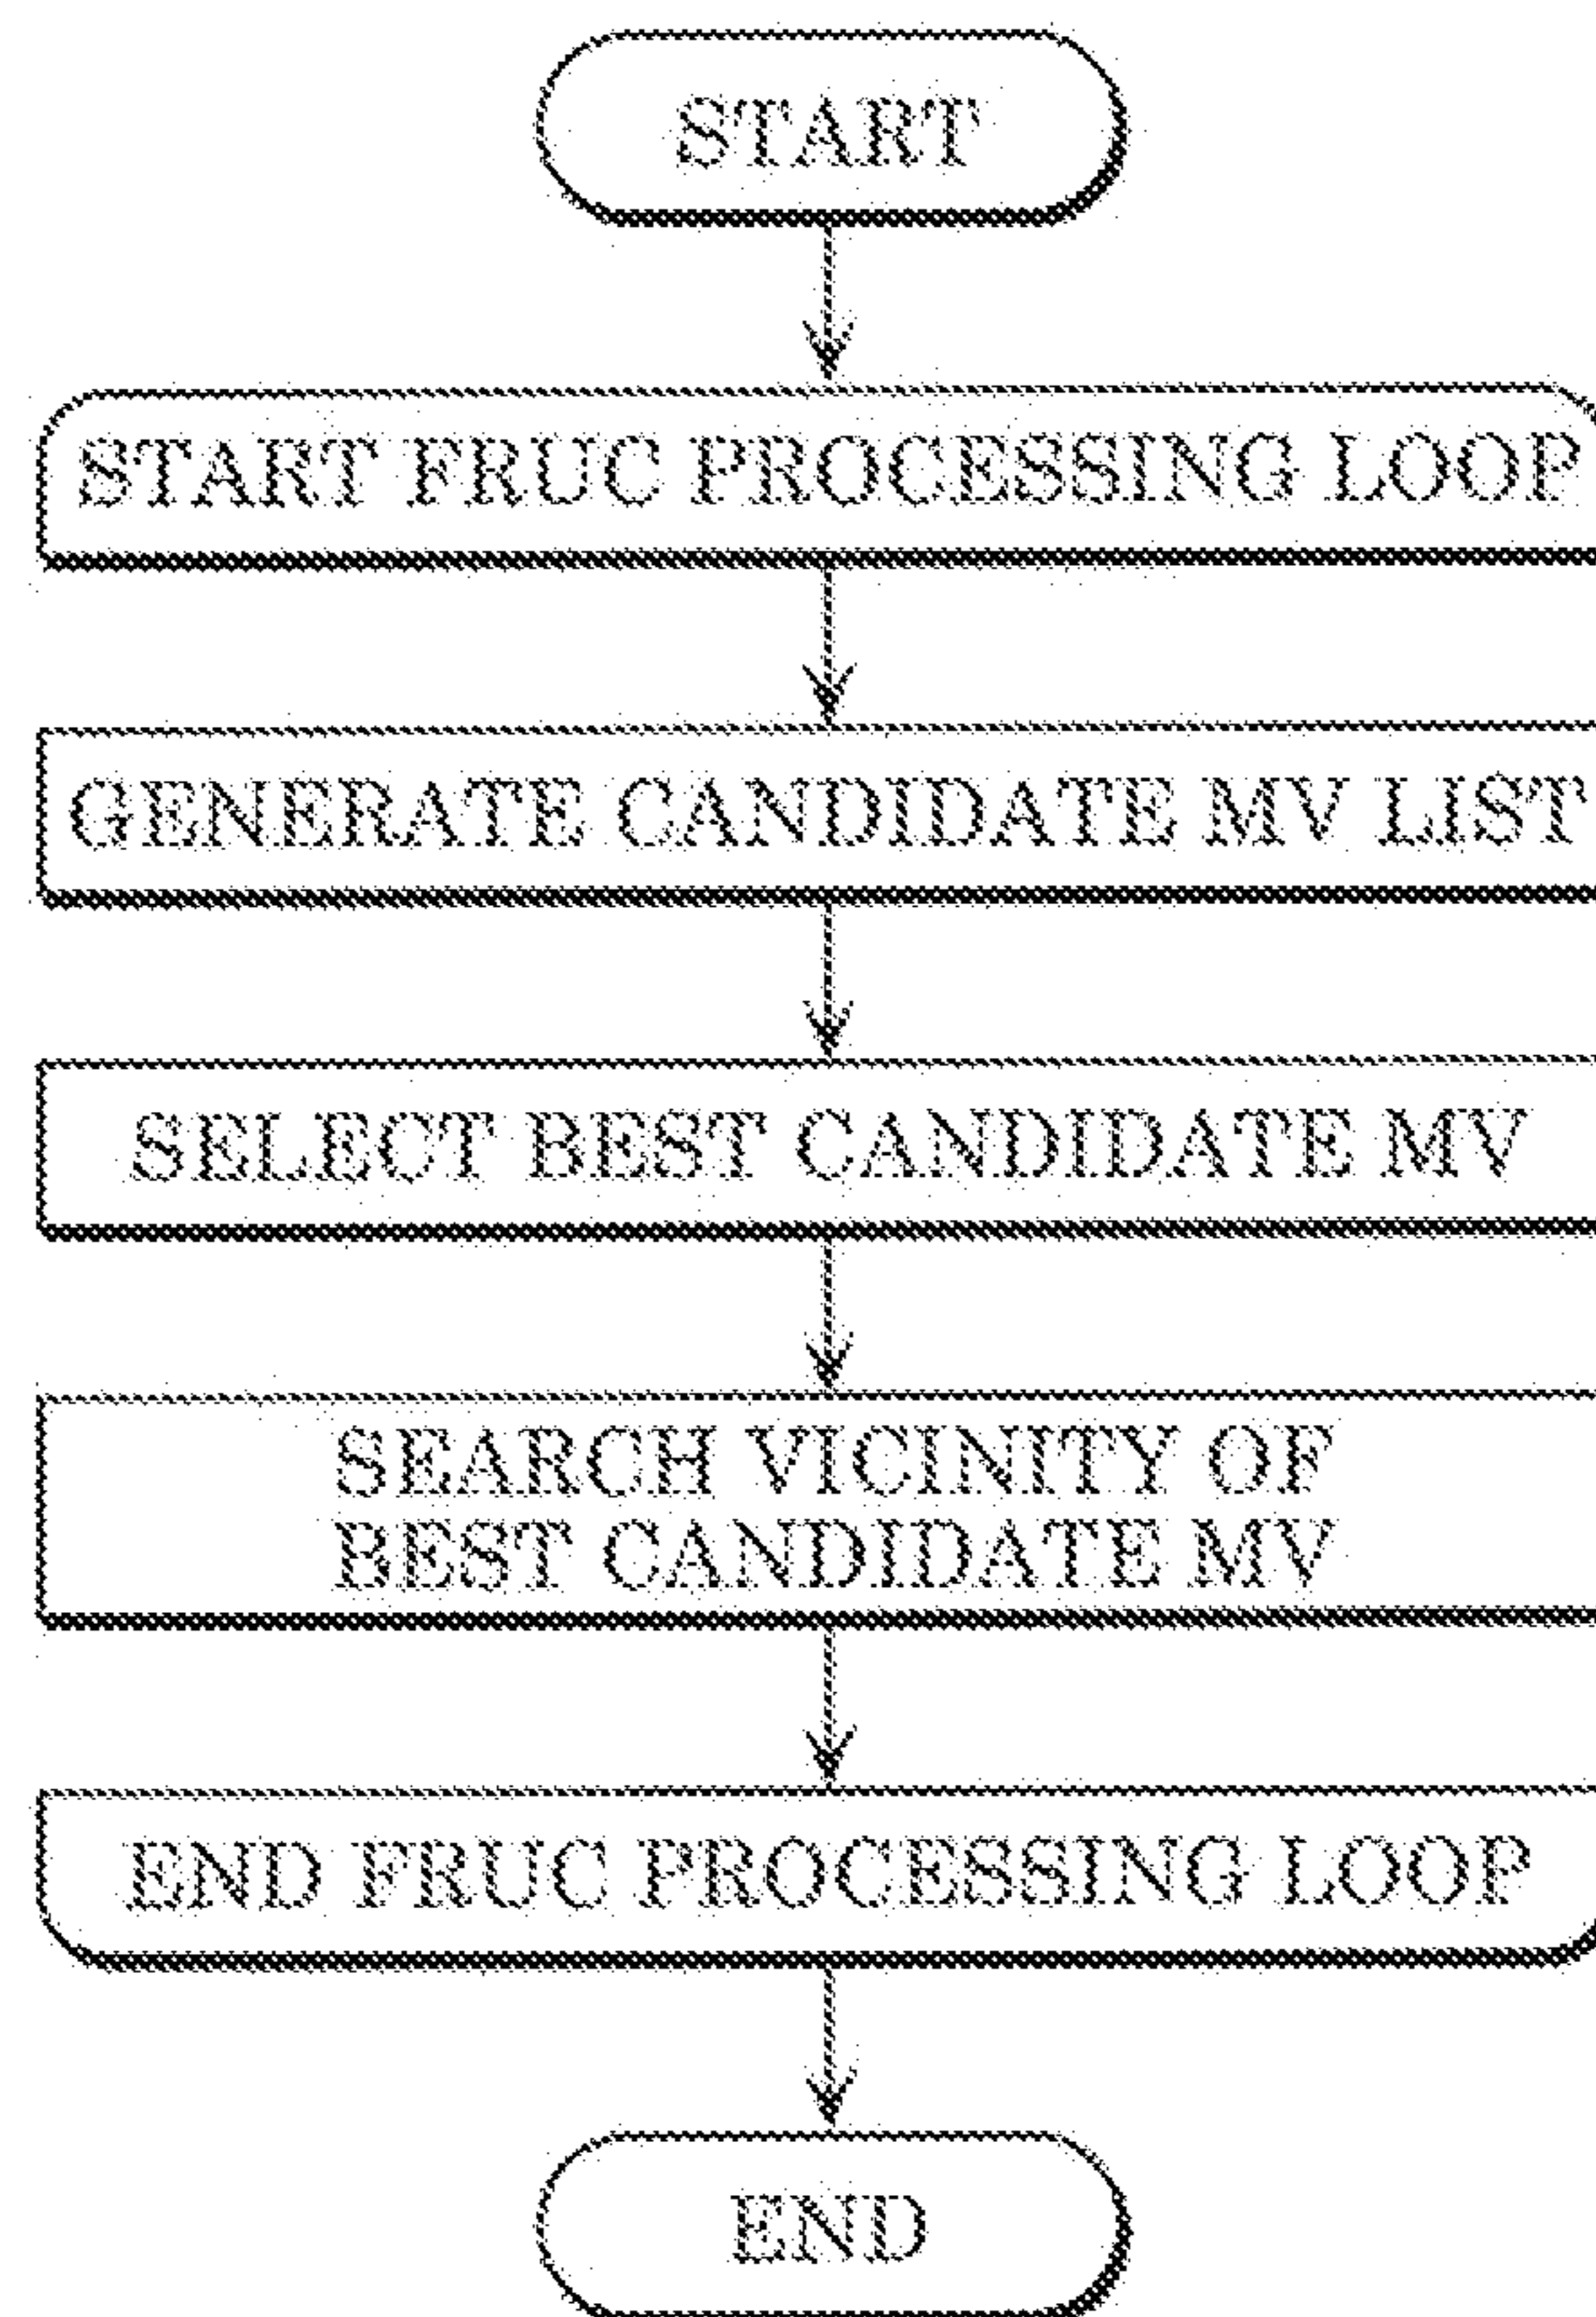 START
START FRUC PROCESSING LOOP
GENERATE CANDIDATE MV LIST
SELECT BEST CANDIDATE MV
SEARCH VICINITY OF
BEST CANDIDATE MV
END FRUC PROCESSING LOOP
END